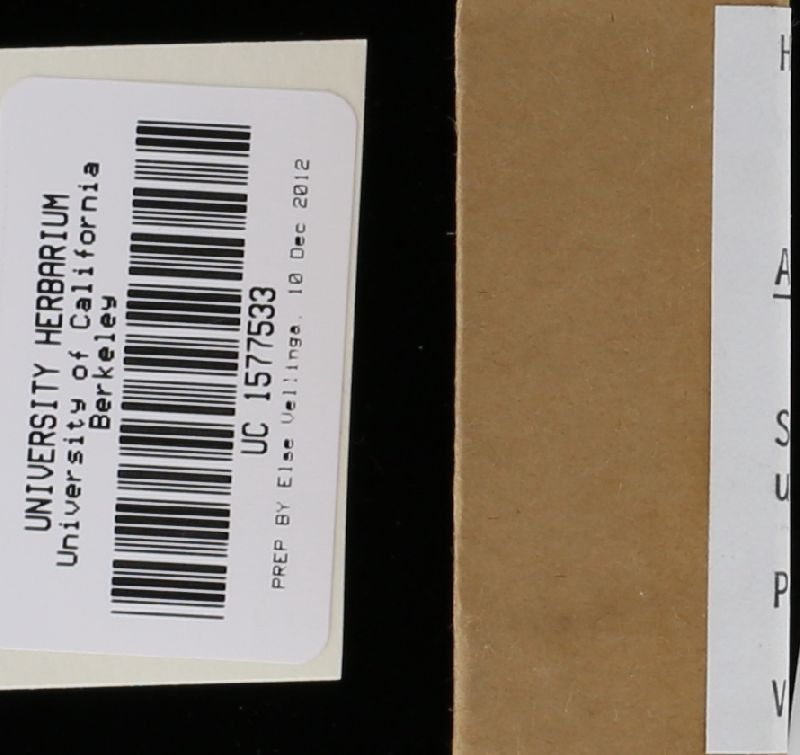 UNIVERSITY HERBARIUM
University of California
Berkeley
UC 1577533
PREP BY Else Vellinga, 10 Dec 2012
H
A
S
u
P
V